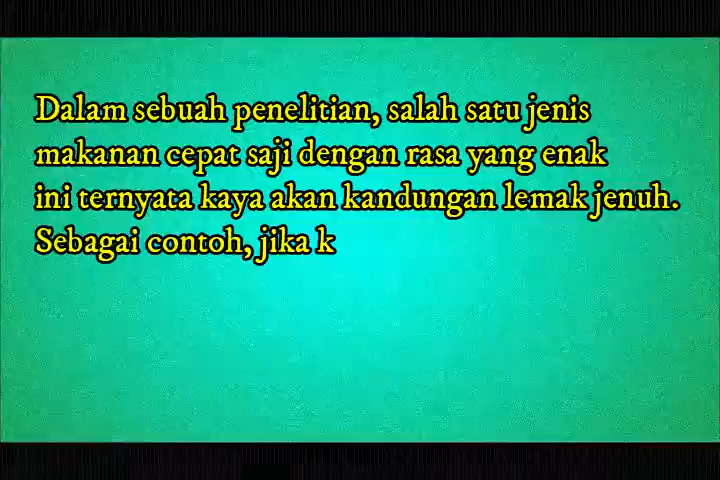 Dalam sebuah penelitian, salah satu jenis
makanan cepat saji dengan rasa yang enak
ini ternyata kaya akan kandungan lemak jenuh.
Sebagai contoh, jika k